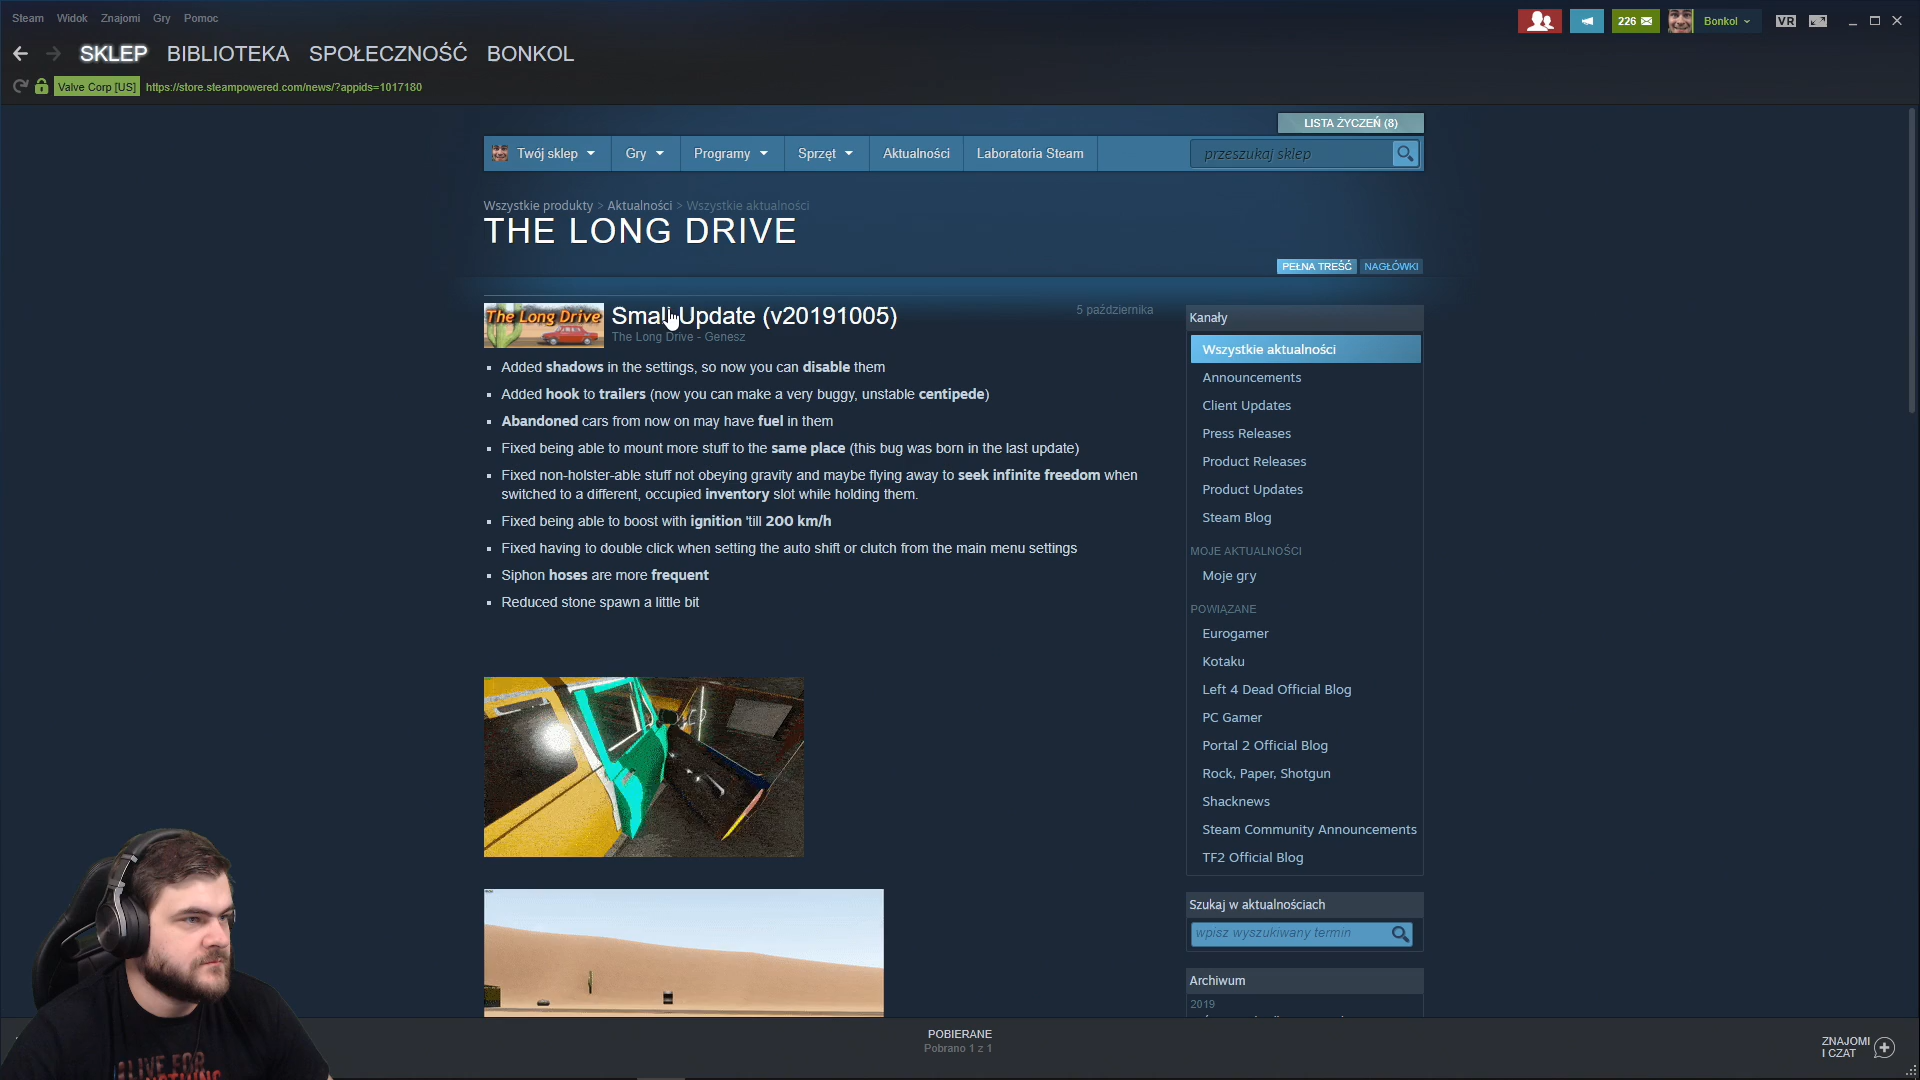 Steam Widok Znajomi Gry Pomoc
226
Bonkol
VR
SKLEP BIBLIOTEKA SPOŁECZNOŚĆ BONKOL
Valve Corp [US] https://store.steampowered.com/news/?appids=1017180
LISTA ŻYCZEŃ (8)
Twój sklep Gry Programy Sprzęt Aktualności Laboratoria Steam
przeszukaj sklep
Wszystkie produkty > Aktualności > Wszystkie aktualności
THE LONG DRIVE
PEŁNA TREŚĆ NAGŁÓWKI
The Long Drive
Small Update (v20191005)
5 października
The Long Drive - Genesz
Added shadows in the settings, so now you can disable them
Added hook to trailers (now you can make a very buggy, unstable centipede)
Abandoned cars from now on may have fuel in them
Fixed being able to mount more stuff to the same place (this bug was born in the last update)
Fixed non-holster-able stuff not obeying gravity and maybe flying away to seek infinite freedom when
switched to a different, occupied inventory slot while holding them.
Fixed being able to boost with ignition 'till 200 km/h
Fixed having to double click when setting the auto shift or clutch from the main menu settings
Siphon hoses are more frequent
Reduced stone spawn a little bit
Kanały
Wszystkie aktualności
Announcements
Client Updates
Press Releases
Product Releases
Product Updates
Steam Blog
MOJE AKTUALNOŚCI
Moje gry
POWIĄZANE
Eurogamer
Kotaku
Left 4 Dead Official Blog
PC Gamer
Portal 2 Official Blog
Rock, Paper, Shotgun
Shacknews
Steam Community Announcements
TF2 Official Blog
Szukaj w aktualnościach
wpisz wyszukiwany termin
Archiwum
2019
POBIERANE
Pobrano 1 z 1
ZNAJOMI
I CZAT
LIVE FOR